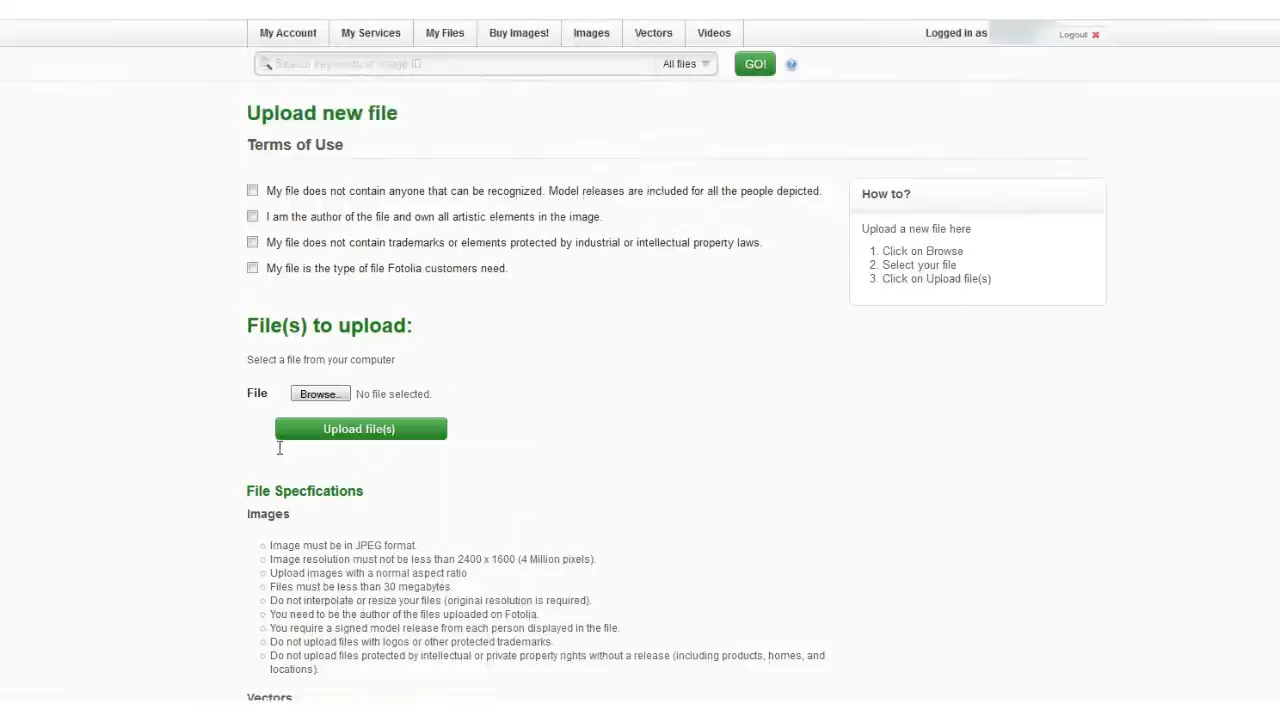 My Account My Services My Files Buy Images! Images Vectors Videos Logged in as Logout
Search keywords or image ID All files GO!
Upload new file
Terms of Use
My file does not contain anyone that can be recognized. Model releases are included for all the people depicted.
I am the author of the file and own all artistic elements in the image.
My file does not contain trademarks or elements protected by industrial or intellectual property laws.
My file is the type of file Fotolia customers need.
How to?
Upload a new file here
1. Click on Browse
2. Select your file
3. Click on Upload file(s)
File(s) to upload:
Select a file from your computer
File Browse... No file selected.
Upload file(s)
File Specfications
Images
Image must be in JPEG format.
Image resolution must not be less than 2400 x 1600 (4 Million pixels).
Upload images with a normal aspect ratio
Files must be less than 30 megabytes.
Do not interpolate or resize your files (original resolution is required).
You need to be the author of the files uploaded on Fotolia.
You require a signed model release from each person displayed in the file.
Do not upload files with logos or other protected trademarks.
Do not upload files protected by intellectual or private property rights without a release (including products, homes, and
locations).
Vectors